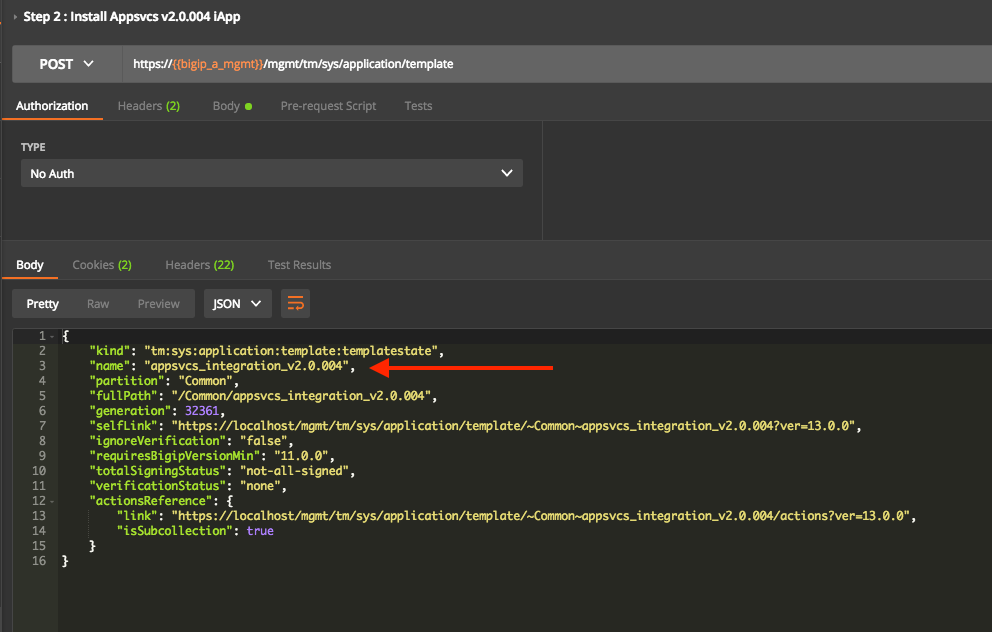 Step 2 : Install Appsvcs v2.0.004 iApp
POST https://{{bigip_a_mgmt}}/mgmt/tm/sys/application/template
Authorization Headers (2) Body Pre-request Script Tests
TYPE
No Auth
Body Cookies (2) Headers (22) Test Results
Pretty Raw Preview JSON
1 {
2 "kind": "tm:sys:application:template:templatestate",
3 "name": "appsvcs_integration_v2.0.004",
4 "partition": "Common",
5 "fullPath": "/Common/appsvcs_integration_v2.0.004",
6 "generation": 32361,
7 "selfLink": "https://localhost/mgmt/tm/sys/application/template/~Common~appsvcs_integration_v2.0.004?ver=13.0.0",
8 "ignoreVerification": "false",
9 "requiresBigipVersionMin": "11.0.0",
10 "totalSigningStatus": "not-all-signed",
11 "verificationStatus": "none",
12 "actionsReference": {
13 "link": "https://localhost/mgmt/tm/sys/application/template/~Common~appsvcs_integration_v2.0.004/actions?ver=13.0.0",
14 "isSubcollection": true
15 }
16 }